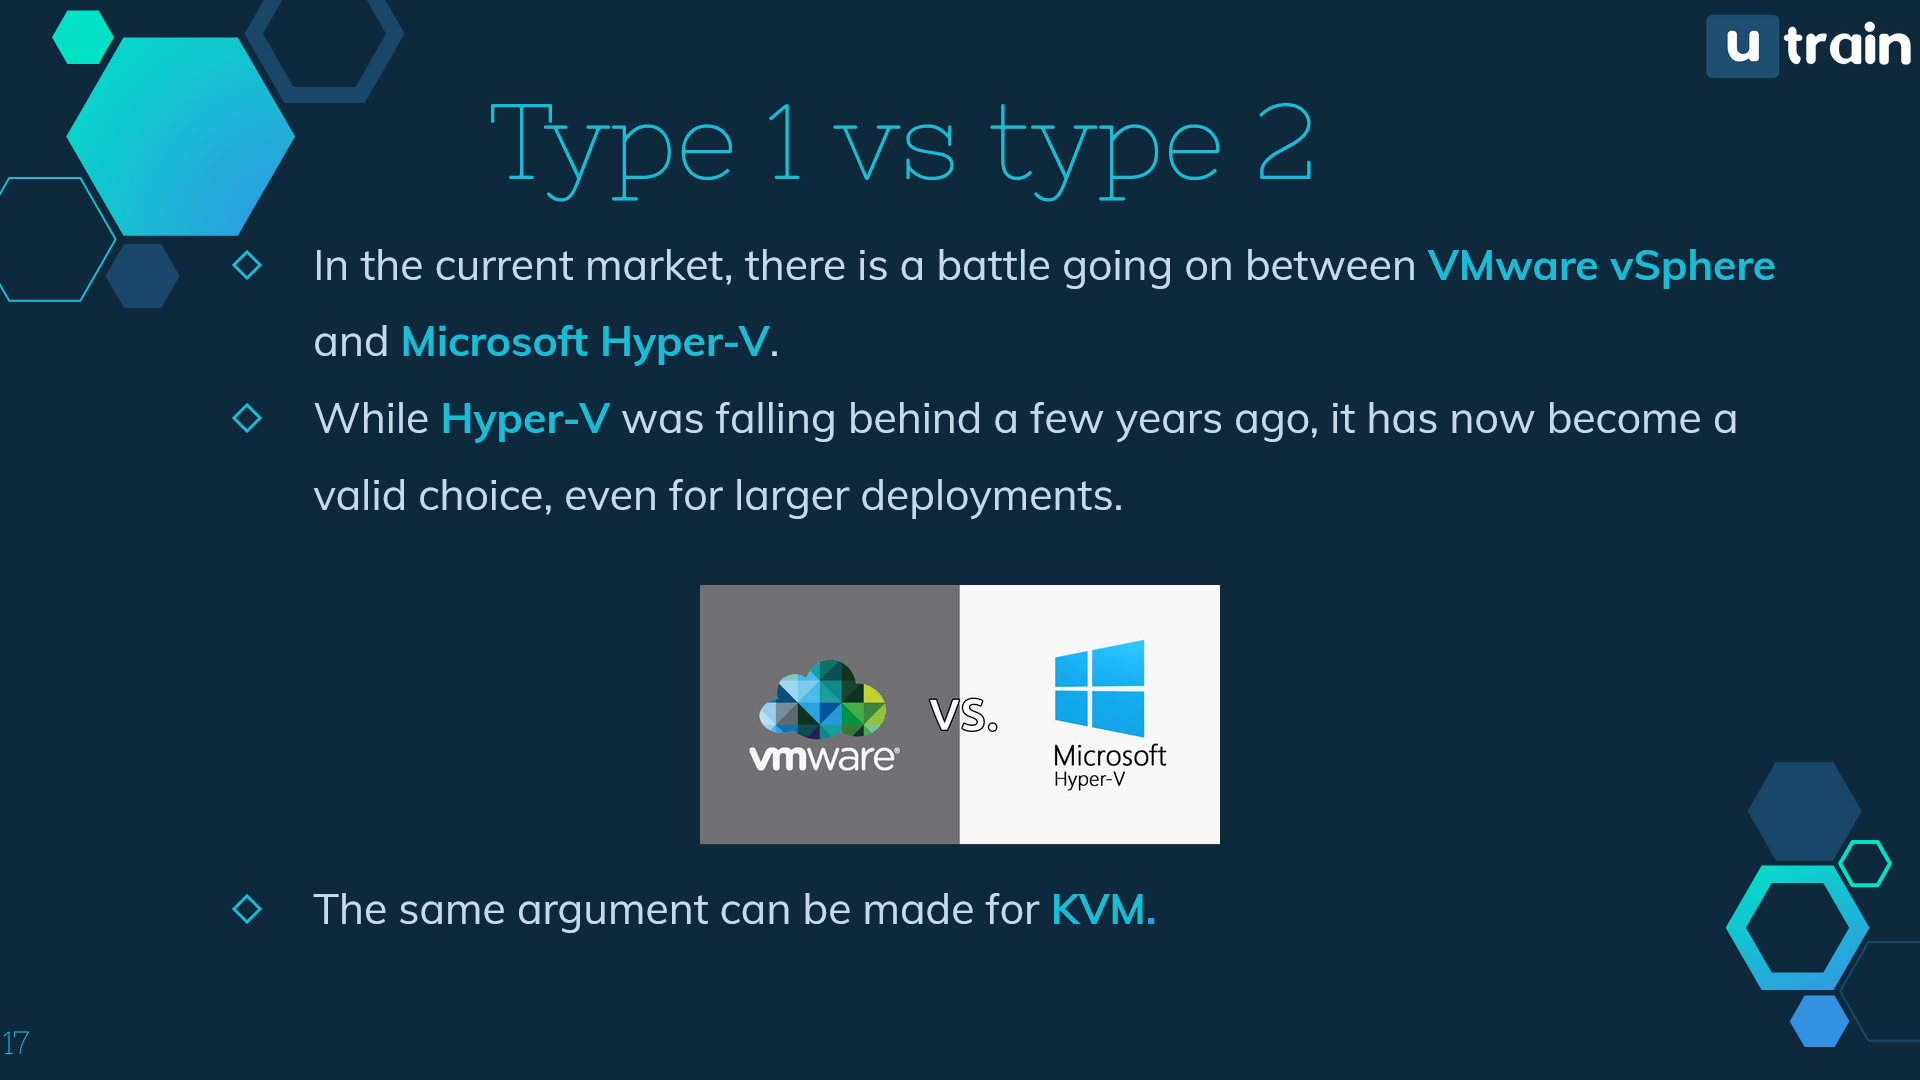 u train
Type 1 vs type 2
In the current market, there is a battle going on between VMware vSphere
and Microsoft Hyper-V.
While Hyper-V was falling behind a few years ago, it has now become a
valid choice, even for larger deployments.
vmware®
vs.
Microsoft
Hyper-V
The same argument can be made for KVM.
17